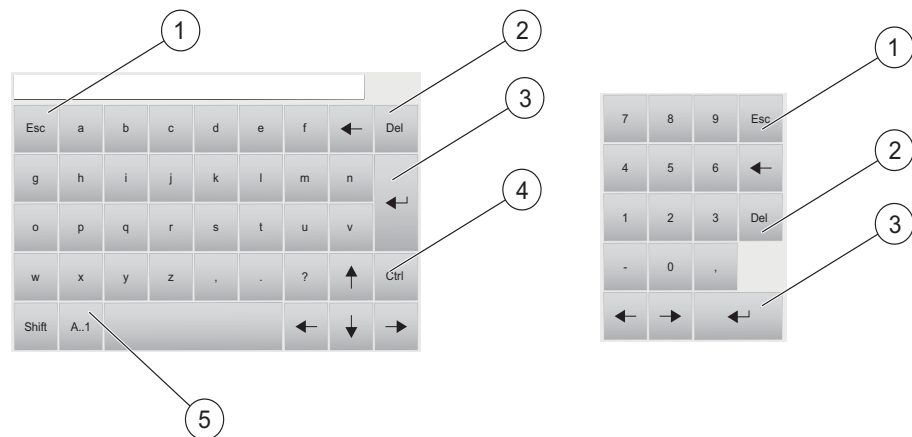 1
2
3
4
5
Esc a b c d e f ← Del
g h i j k l m n ↵
o p q r s t u v
w x y z , . ? ↑ Ctrl
Shift A..1 ← ↓ →
1
2
3
7 8 9 Esc
4 5 6 ←
1 2 3 Del
- 0 ,
← → ↵